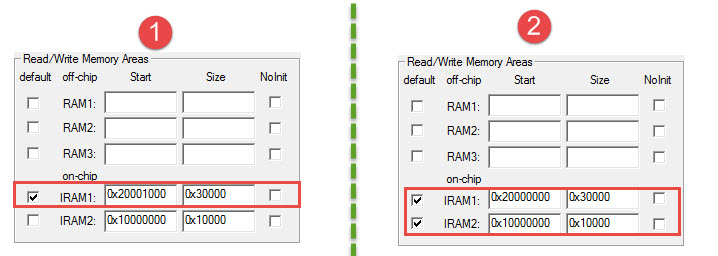 1
Read/Write Memory Areas
default off-chip Start Size NoInit
RAM1:
RAM2:
RAM3:
on-chip
IRAM1: 0x20001000 0x30000
IRAM2: 0x10000000 0x10000
2
Read/Write Memory Areas
default off-chip Start Size NoInit
RAM1:
RAM2:
RAM3:
on-chip
IRAM1: 0x20000000 0x30000
IRAM2: 0x10000000 0x10000